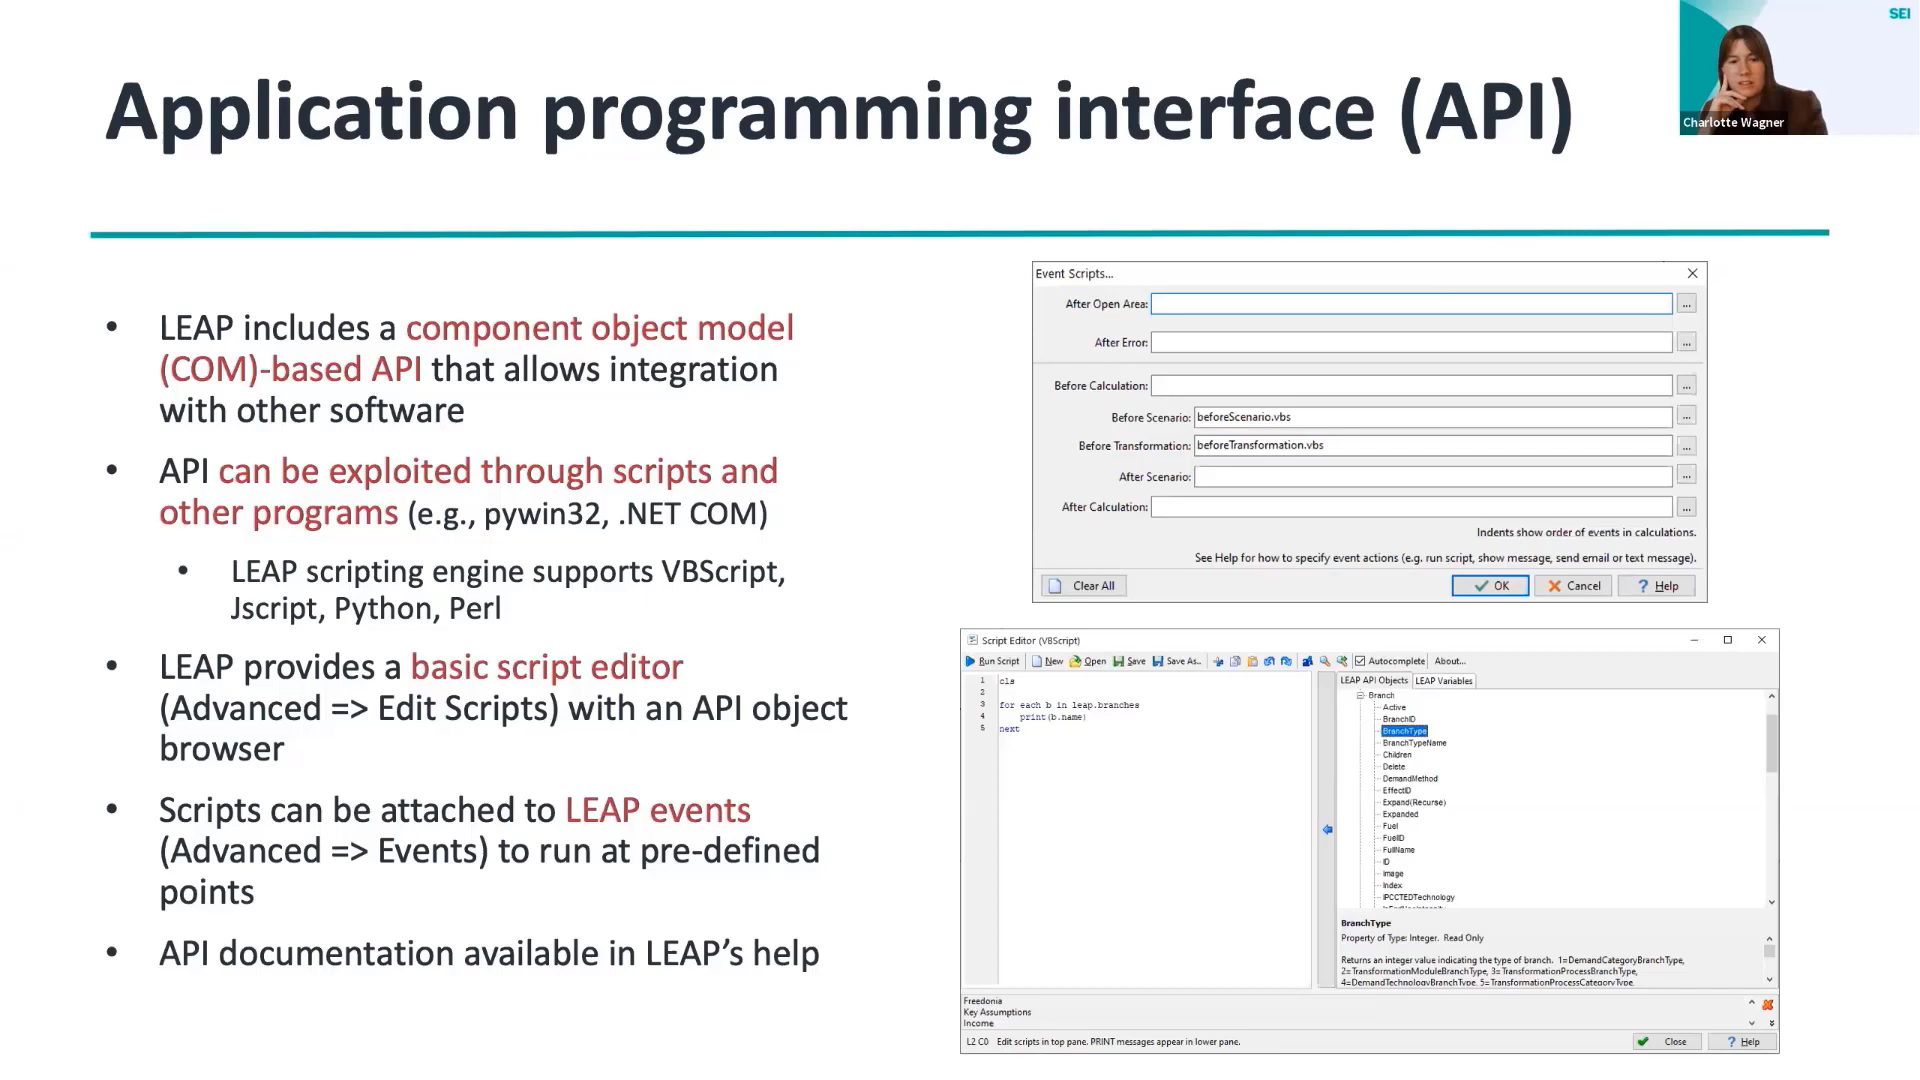 SEI
Charlotte Wagner
Application programming interface (API)
• LEAP includes a component object model
(COM)-based API that allows integration
with other software
• API can be exploited through scripts and
other programs (e.g., pywin32, .NET COM)
• LEAP scripting engine supports VBScript,
Jscript, Python, Perl
• LEAP provides a basic script editor
(Advanced => Edit Scripts) with an API object
browser
• Scripts can be attached to LEAP events
(Advanced => Events) to run at pre-defined
points
• API documentation available in LEAP’s help
Event Scripts...
After Open Area: ...
After Error: ...
Before Calculation: ...
Before Scenario: beforeScenario.vbs ...
Before Transformation: beforeTransformation.vbs ...
After Scenario: ...
After Calculation: ...
Indents show order of events in calculations.
See Help for how to specify event actions (e.g. run script, show message, send email or text message).
Clear All OK Cancel ? Help
Script Editor (VBScript)
Run Script New Open Save Save As.. Autocomplete About...
1 cls
2
3 for each b in leap.branches
4 print(b.name)
5 next
LEAP API Objects LEAP Variables
Branch
Active
BranchID
BranchType
BranchTypeName
Children
Delete
DemandMethod
EffectID
Expand(Recurse)
Expanded
Fuel
FuelID
FullName
ID
Image
Index
IPCCTEDTechnology
BranchType
Property of Type: Integer. Read Only
Returns an integer value indicating the type of branch. 1=DemandCategoryBranchType,
2=TransformationModuleBranchType, 3=TransformationProcessBranchType,
4=DemandTechnologyBranchType, 5=TransformationProcessCategoryType,
Freedonia
Key Assumptions
Income
L2 C0 Edit scripts in top pane. PRINT messages appear in lower pane.
Close ? Help